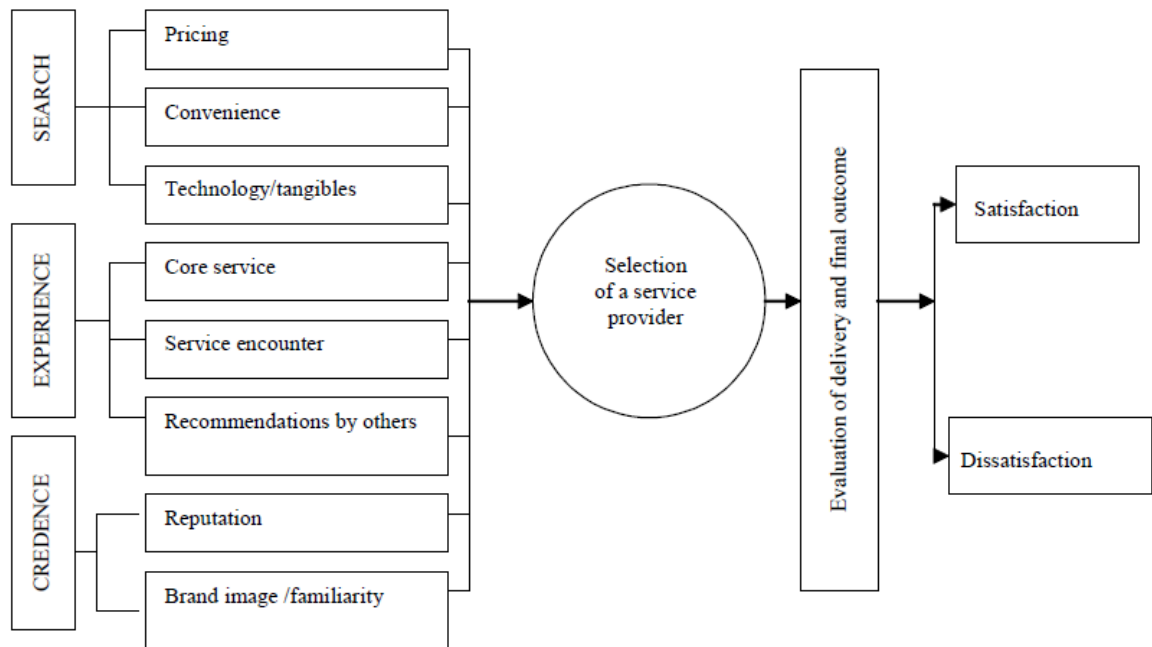 SEARCH
Pricing
Convenience
Technology/tangibles
EXPERIENCE
Core service
Service encounter
Recommendations by others
CREDENCE
Reputation
Brand image /familiarity
Selection
of a service
provider
Evaluation of delivery and final outcome
Satisfaction
Dissatisfaction